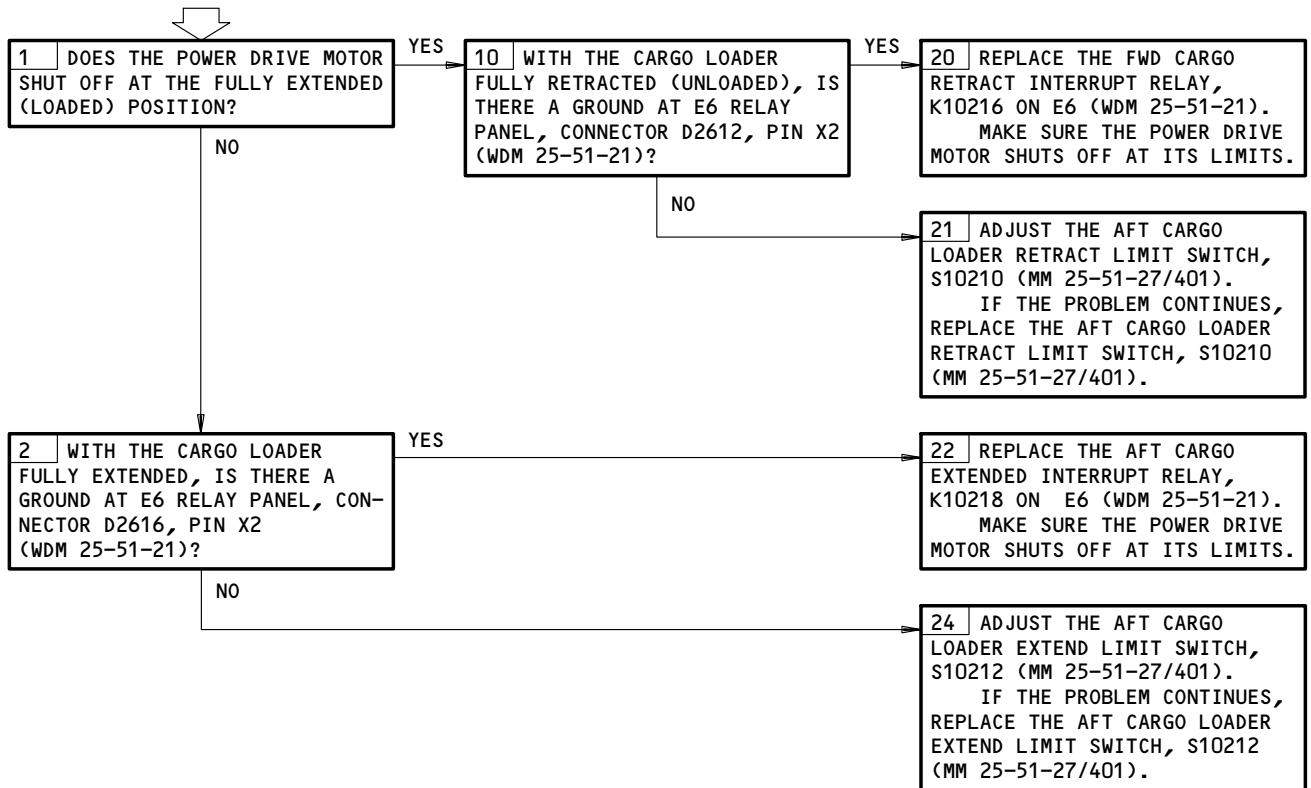 1 DOES THE POWER DRIVE MOTOR
SHUT OFF AT THE FULLY EXTENDED
(LOADED) POSITION?
YES
NO
10 WITH THE CARGO LOADER
FULLY RETRACTED (UNLOADED), IS
THERE A GROUND AT E6 RELAY
PANEL, CONNECTOR D2612, PIN X2
(WDM 25-51-21)?
YES
NO
20 REPLACE THE FWD CARGO
RETRACT INTERRUPT RELAY,
K10216 ON E6 (WDM 25-51-21).
MAKE SURE THE POWER DRIVE
MOTOR SHUTS OFF AT ITS LIMITS.
21 ADJUST THE AFT CARGO
LOADER RETRACT LIMIT SWITCH,
S10210 (MM 25-51-27/401).
IF THE PROBLEM CONTINUES,
REPLACE THE AFT CARGO LOADER
RETRACT LIMIT SWITCH, S10210
(MM 25-51-27/401).
2 WITH THE CARGO LOADER
FULLY EXTENDED, IS THERE A
GROUND AT E6 RELAY PANEL, CON-
NECTOR D2616, PIN X2
(WDM 25-51-21)?
YES
NO
22 REPLACE THE AFT CARGO
EXTENDED INTERRUPT RELAY,
K10218 ON E6 (WDM 25-51-21).
MAKE SURE THE POWER DRIVE
MOTOR SHUTS OFF AT ITS LIMITS.
24 ADJUST THE AFT CARGO
LOADER EXTEND LIMIT SWITCH,
S10212 (MM 25-51-27/401).
IF THE PROBLEM CONTINUES,
REPLACE THE AFT CARGO LOADER
EXTEND LIMIT SWITCH, S10212
(MM 25-51-27/401).